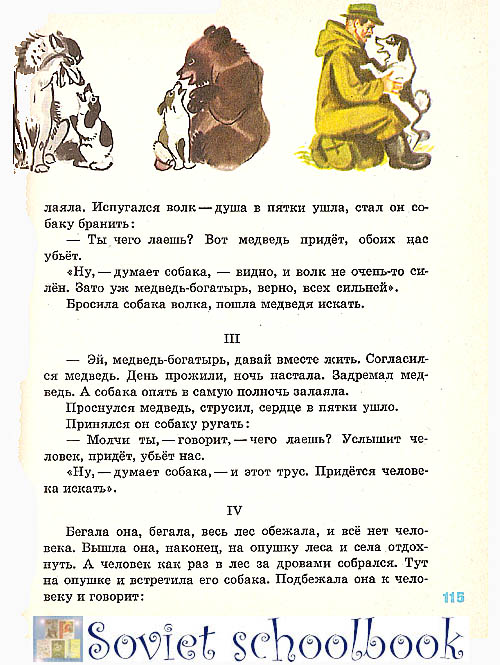 лаяла. Испугался волк — душа в пятки ушла, стал он со-
баку бранить:
— Ты чего лаешь? Вот медведь придёт, обоих нас
убьёт.
«Ну, — думает собака, — видно, и волк не очень-то си-
лён. Зато уж медведь-богатырь, верно, всех сильней».
Бросила собака волка, пошла медведя искать.
III
— Эй, медведь-богатырь, давай вместе жить. Согласил-
ся медведь. День прожили, ночь настала. Задремал мед-
ведь. А собака опять в самую полночь залаяла.
Проснулся медведь, струсил, сердце в пятки ушло.
Принялся он собаку ругать:
— Молчи ты, — говорит, — чего лаешь? Услышит че-
ловек, придёт, убьёт нас.
«Ну, — думает собака, — и этот трус. Придётся челове-
ка искать».
IV
Бегала она, бегала, весь лес обежала, и всё нет чело-
века. Вышла она, наконец, на опушку леса и села отдох-
нуть. А человек как раз в лес за дровами собрался. Тут
на опушке и встретила его собака. Подбежала она к чело-
веку и говорит:
115
Soviet schoolbook